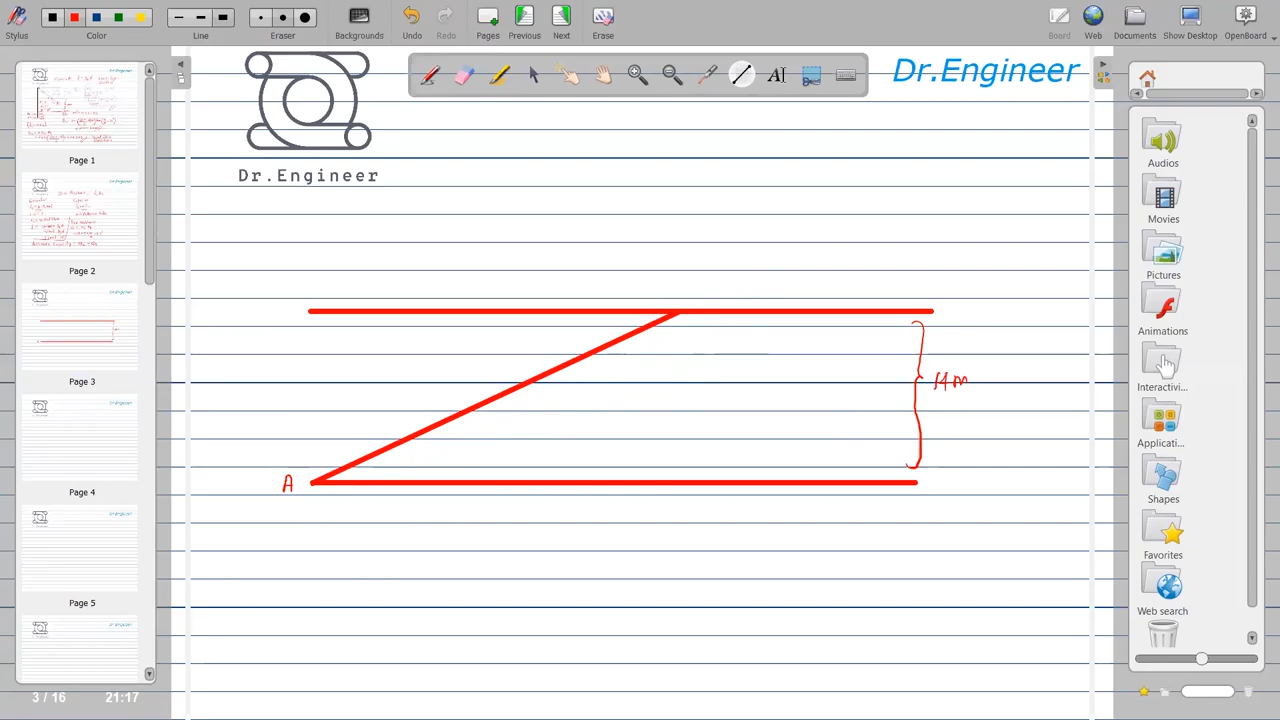 Stylus
Color
Line
Eraser
Backgrounds
Undo
Redo
Pages
Previous
Next
Erase
Board
Web
Documents
Show Desktop
OpenBoard
Dr.Engineer
Dr.Engineer
A
14m
Page 1
Page 2
Page 3
Page 4
Page 5
3 / 16
21:17
Audios
Movies
Pictures
Animations
Interactivi...
Applicati...
Shapes
Favorites
Web search